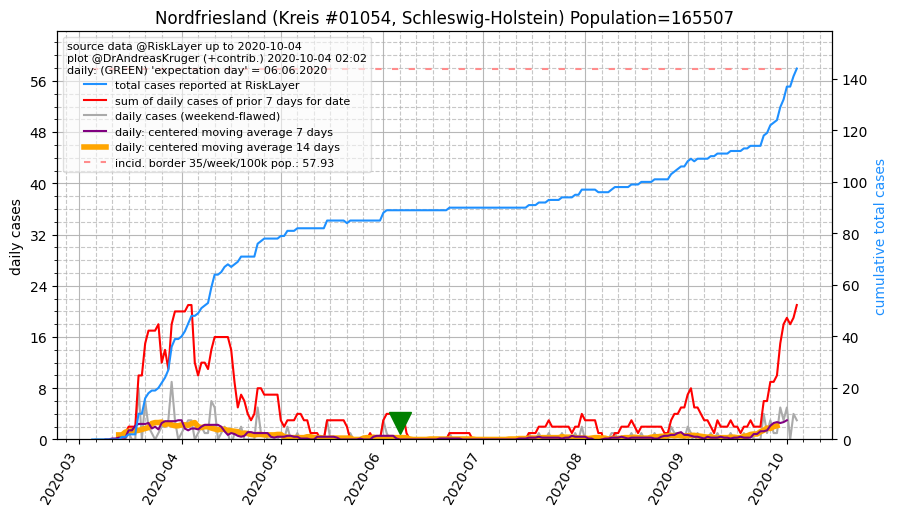 Nordfriesland (Kreis #01054, Schleswig-Holstein) Population=165507
source data @RiskLayer up to 2020-10-04
plot @DrAndreasKruger (+contrib.) 2020-10-04 02:02
daily: (GREEN) 'expectation day' = 06.06.2020
total cases reported at RiskLayer
sum of daily cases of prior 7 days for date
daily cases (weekend-flawed)
daily: centered moving average 7 days
daily: centered moving average 14 days
incid. border 35/week/100k pop.: 57.93
daily cases
56
48
40
32
24
16
8
0
cumulative total cases
140
120
100
80
60
40
20
0
2020-03
2020-04
2020-05
2020-06
2020-07
2020-08
2020-09
2020-10